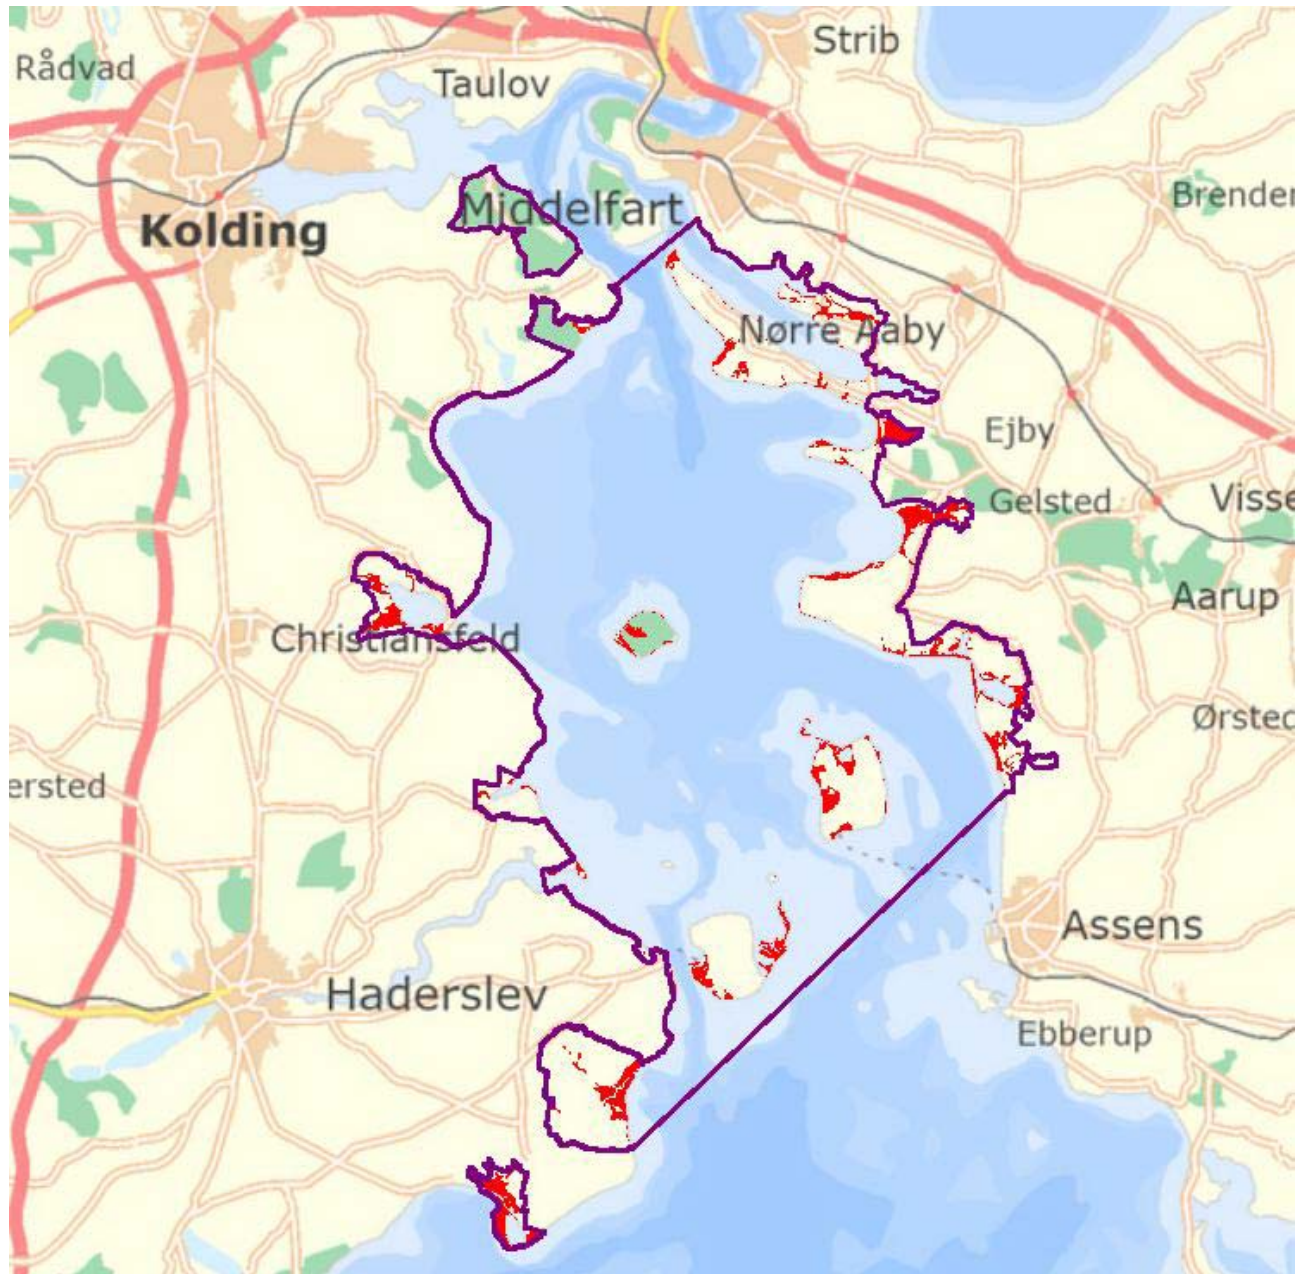 Strib
Rådvad
Taulov
Brender
Middelfart
Kolding
Nørre Aaby
Ejby
Gelsted
Visse
Aarup
Christiansfeld
Ørsted
ersted
Assens
Haderslev
Ebberup